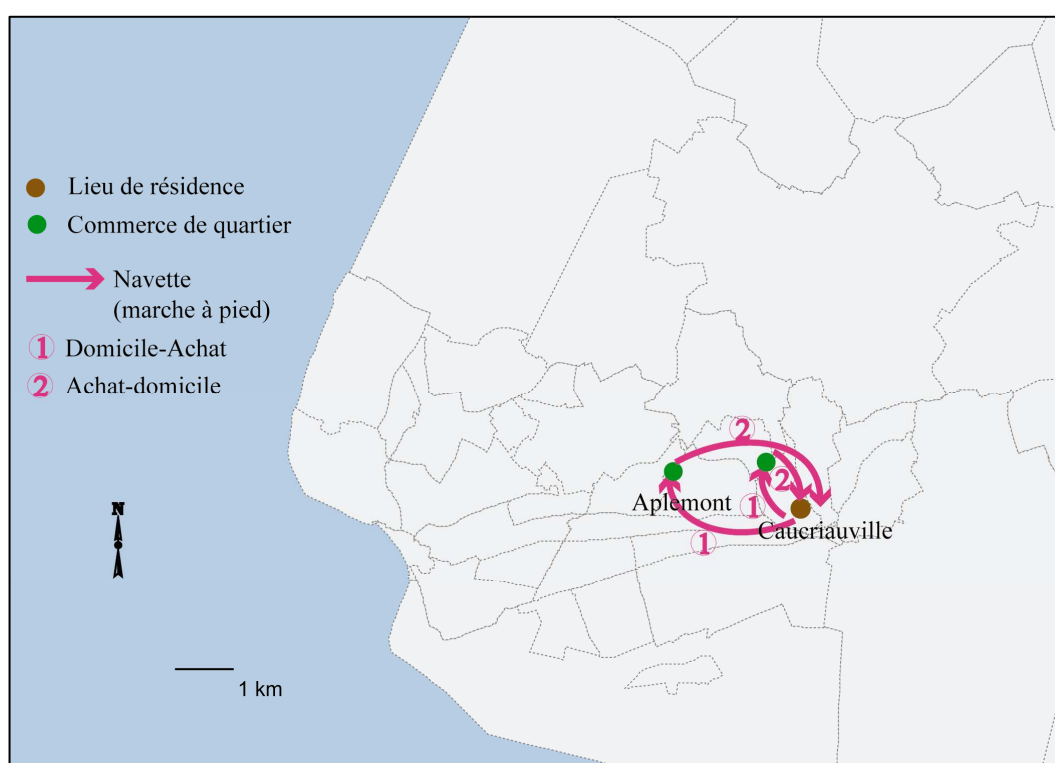 Lieu de résidence
Commerce de quartier
Navette
(marche à pied)
1 Domicile-Achat
2 Achat-domicile
2
2
Aplemont
1
Caucriauville
1
N
1 km